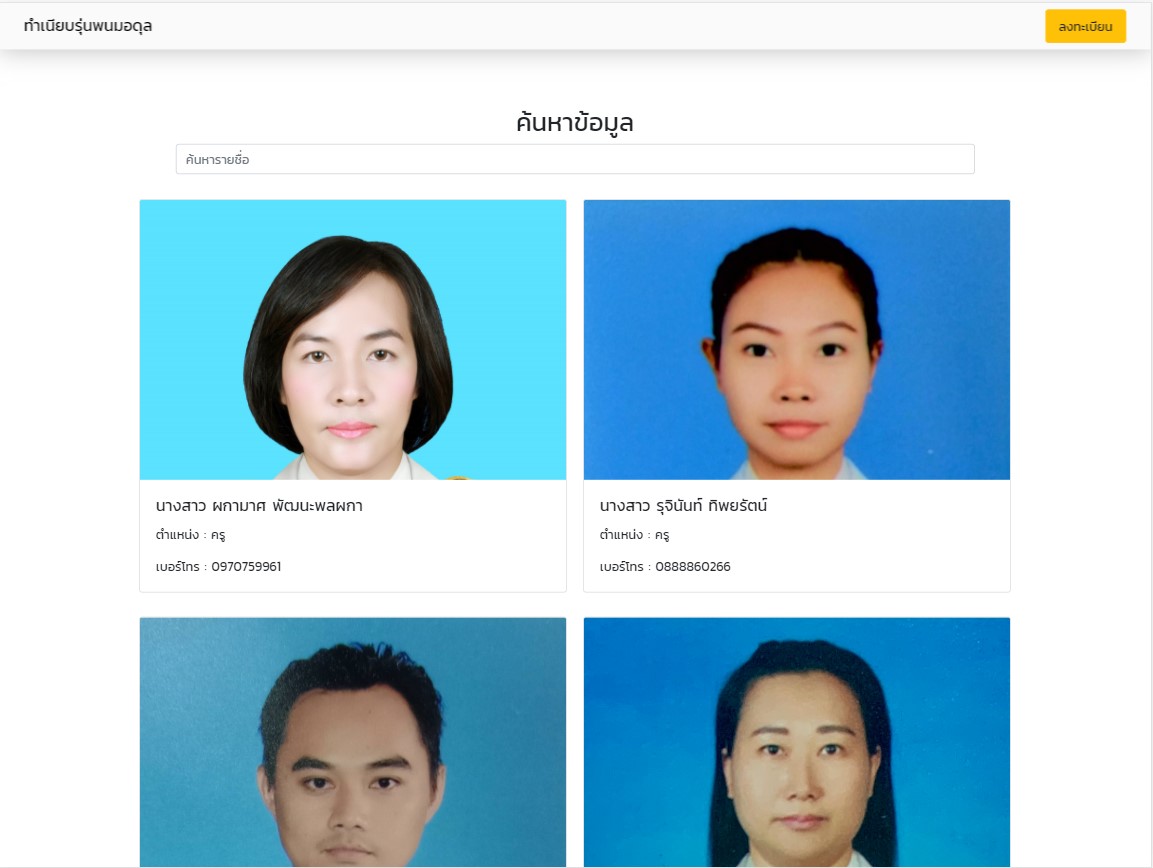 ทำเนียบรุ่นพนมอดุล
ลงทะเบียน
ค้นหาข้อมูล
ค้นหารายชื่อ
นางสาว ผกามาศ พัฒนะพลผกา
ตำแหน่ง : ครู
เบอร์โทร : 0970759961
นางสาว รุจินันท์ ทิพยรัตน์
ตำแหน่ง : ครู
เบอร์โทร : 0888860266